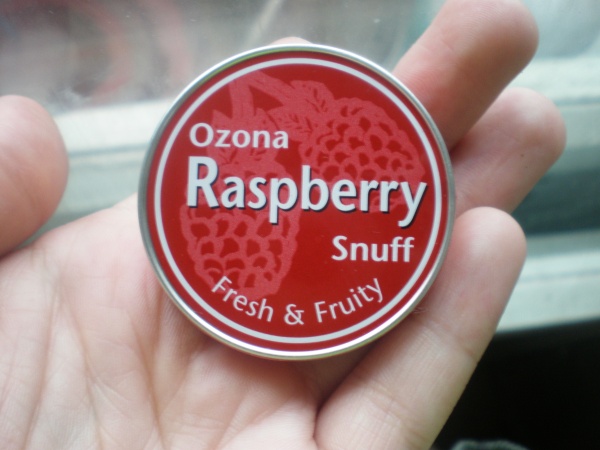 Ozona
Raspberry
Snuff
Fresh & Fruity